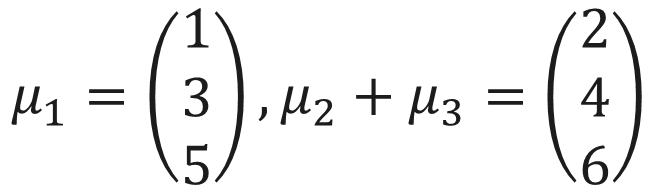 μ₁ = (1 3 5), μ₂ + μ₃ = (2 4 6)